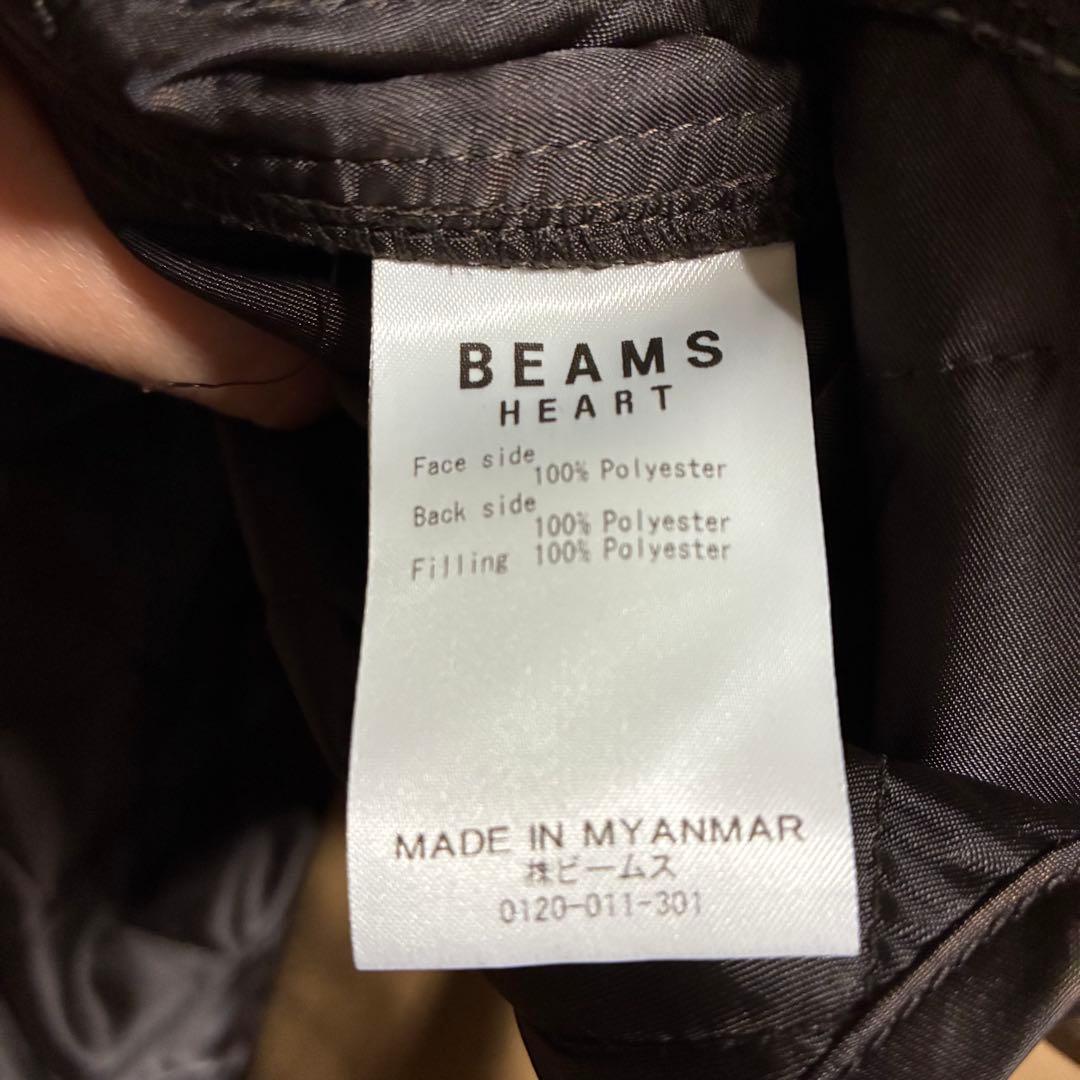 BEAMS
HEART
Face side
100% Polyester
Back side
100% Polyester
Filling 100% Polyester
MADE IN MYANMAR
株ビームス
0120-011-301